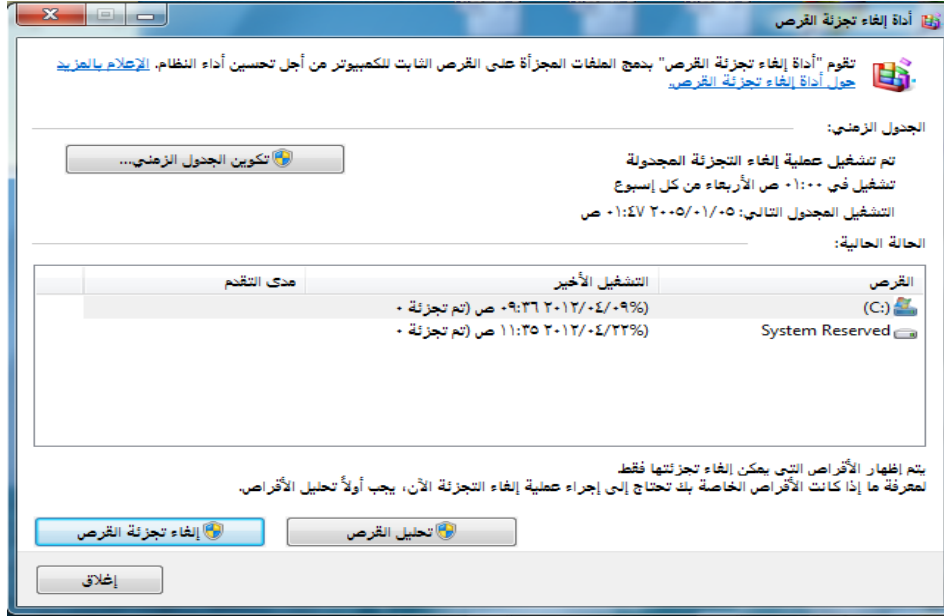 أداة إلغاء تجزئة القرص
تقوم "أداة إلغاء تجزئة القرص" بدمج الملفات المجزأة على القرص الثابت للكمبيوتر من أجل تحسين أداء النظام. الإعلام بالمزيد
حول أداة إلغاء تجزئة القرص.
الجدول الزمني:
تم تشغيل عملية إلغاء التجزئة المجدولة
تكوين الجدول الزمني...
تشغيل في ٠١:٠٠ ص الأربعاء من كل إسبوع
التشغيل المجدول التالي: ٢٠٠٥/٠١/٠٥ ٠١:٤٧ ص
الحالة الحالية:
القرص التشغيل الأخير مدى التقدم
(C:) ٢٠١٢/٠٤/٠٩ ٠٩:٣٦ ص (تم تجزئة ٠%)
System Reserved ٢٠١٢/٠٤/٢٢ ١١:٣٥ ص (تم تجزئة ٠%)
يتم إظهار الأقراص التي يمكن إلغاء تجزئتها فقط.
لمعرفة ما إذا كانت الأقراص الخاصة بك تحتاج إلى إجراء عملية إلغاء التجزئة الآن، يجب أولاً تحليل الأقراص.
تحليل القرص إلغاء تجزئة القرص
إغلاق